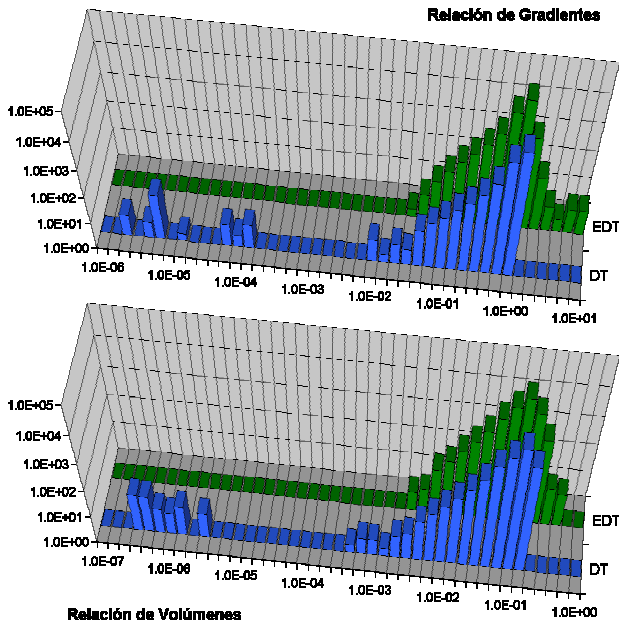 Relación de Gradientes
1.0E+05
1.0E+04
1.0E+03
1.0E+02
1.0E+01
1.0E+00
EDT
DT
1.0E-06
1.0E-05
1.0E-04
1.0E-03
1.0E-02
1.0E-01
1.0E+00
1.0E+01
1.0E+05
1.0E+04
1.0E+03
1.0E+02
1.0E+01
1.0E+00
EDT
DT
1.0E-07
1.0E-06
1.0E-05
1.0E-04
1.0E-03
1.0E-02
1.0E-01
1.0E+00
Relación de Volúmenes